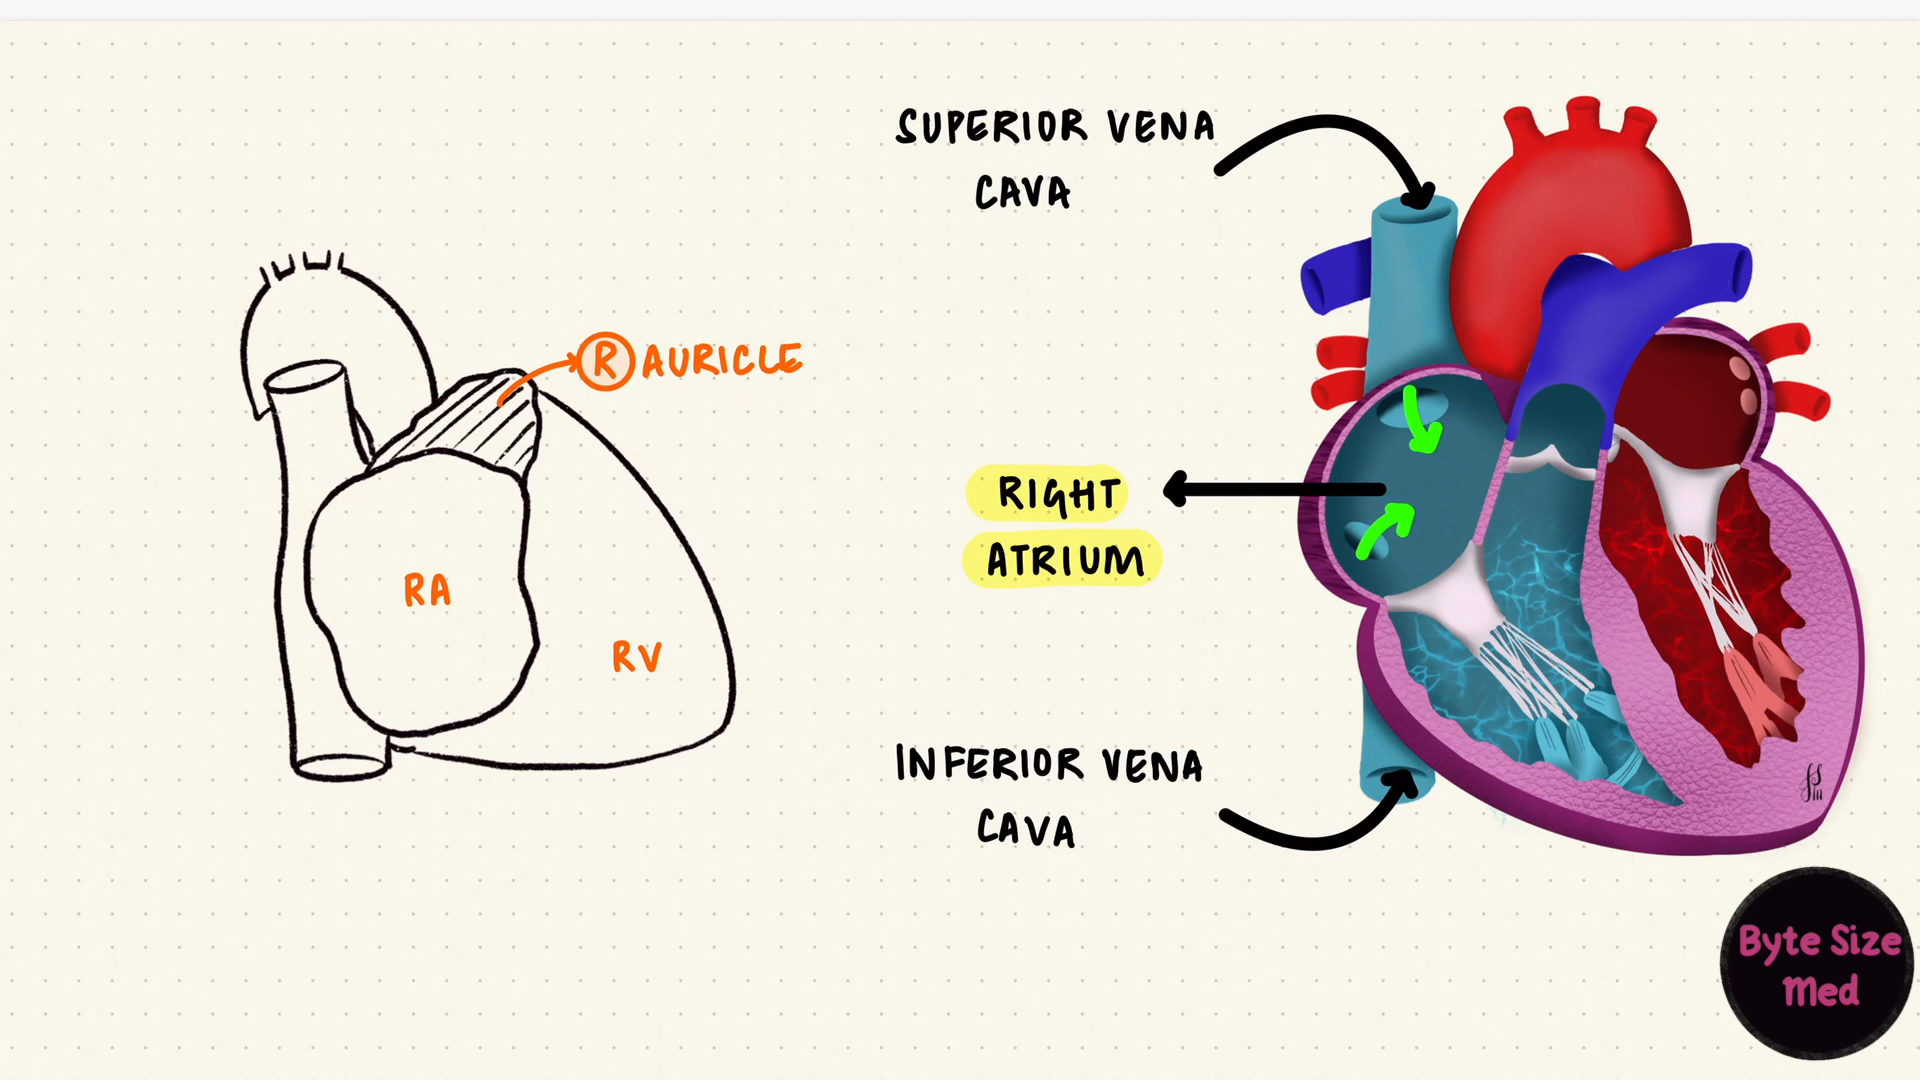 SUPERIOR VENA
CAVA
R AURICLE
RIGHT
ATRIUM
RA
RV
INFERIOR VENA
CAVA
Byte Size
Med